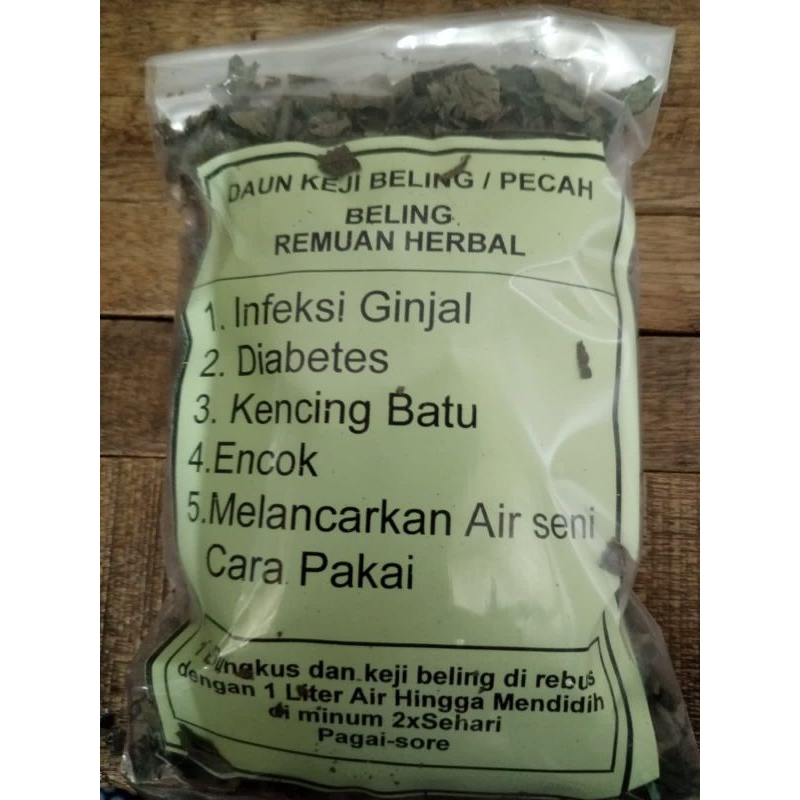 DAUN KEJI BELING / PECAH
BELING
REMUAN HERBAL
1. Infeksi Ginjal
2. Diabetes
3. Kencing Batu
4.Encok
5.Melancarkan Air seni
Cara Pakai
1 Bungkus dan keji beling di rebus
dengan 1 Liter Air Hingga Mendidih
di minum 2xSehari
Pagai-sore